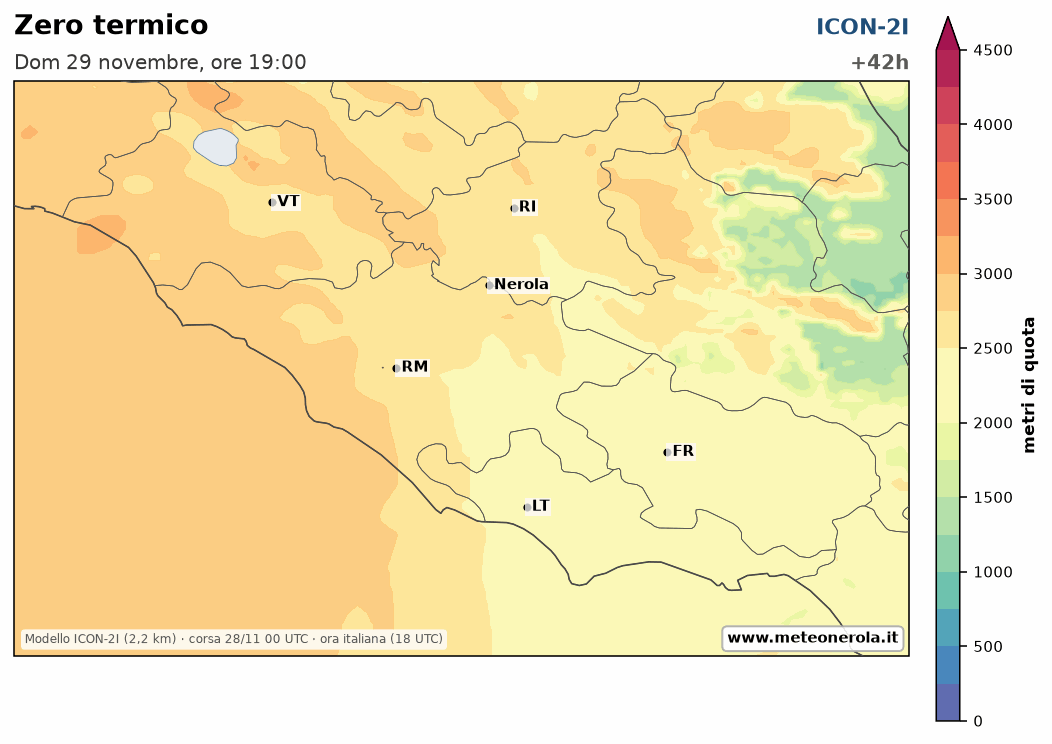 Zero termico
ICON-2I
Dom 29 novembre, ore 19:00
+42h
VT
RI
Nerola
RM
FR
LT
Modello ICON-2I (2,2 km) · corsa 28/11 00 UTC · ora italiana (18 UTC)
www.meteonerola.it
4500
4000
3500
3000
2500
2000
1500
1000
500
0
metri di quota